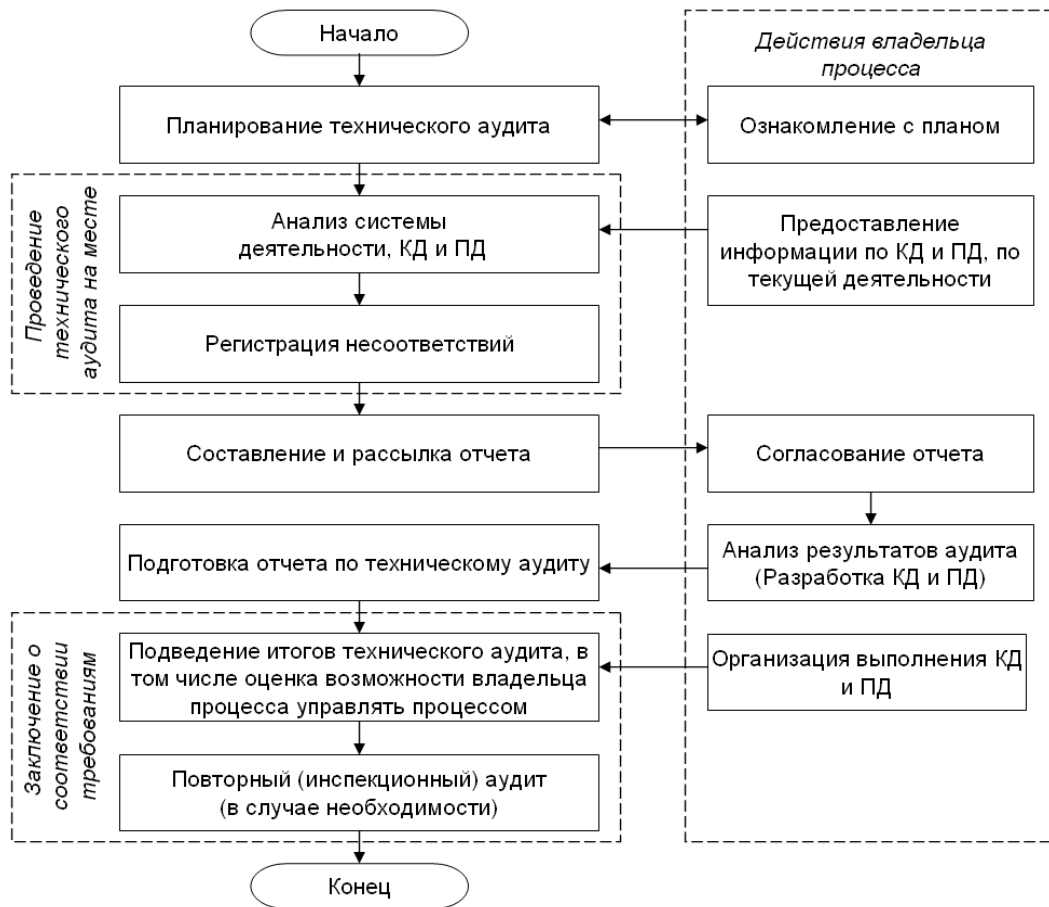 Начало
Действия владельца
процесса
Планирование технического аудита
Ознакомление с планом
Проведение
технического
аудита на месте
Анализ системы
деятельности, КД и ПД
Предоставление
информации по КД и ПД, по
текущей деятельности
Регистрация несоответствий
Составление и рассылка отчета
Согласование отчета
Подготовка отчета по техническому аудиту
Анализ результатов аудита
(Разработка КД и ПД)
Заключение о
соответствии
требованиям
Подведение итогов технического аудита, в
том числе оценка возможности владельца
процесса управлять процессом
Организация выполнения КД
и ПД
Повторный (инспекционный) аудит
(в случае необходимости)
Конец